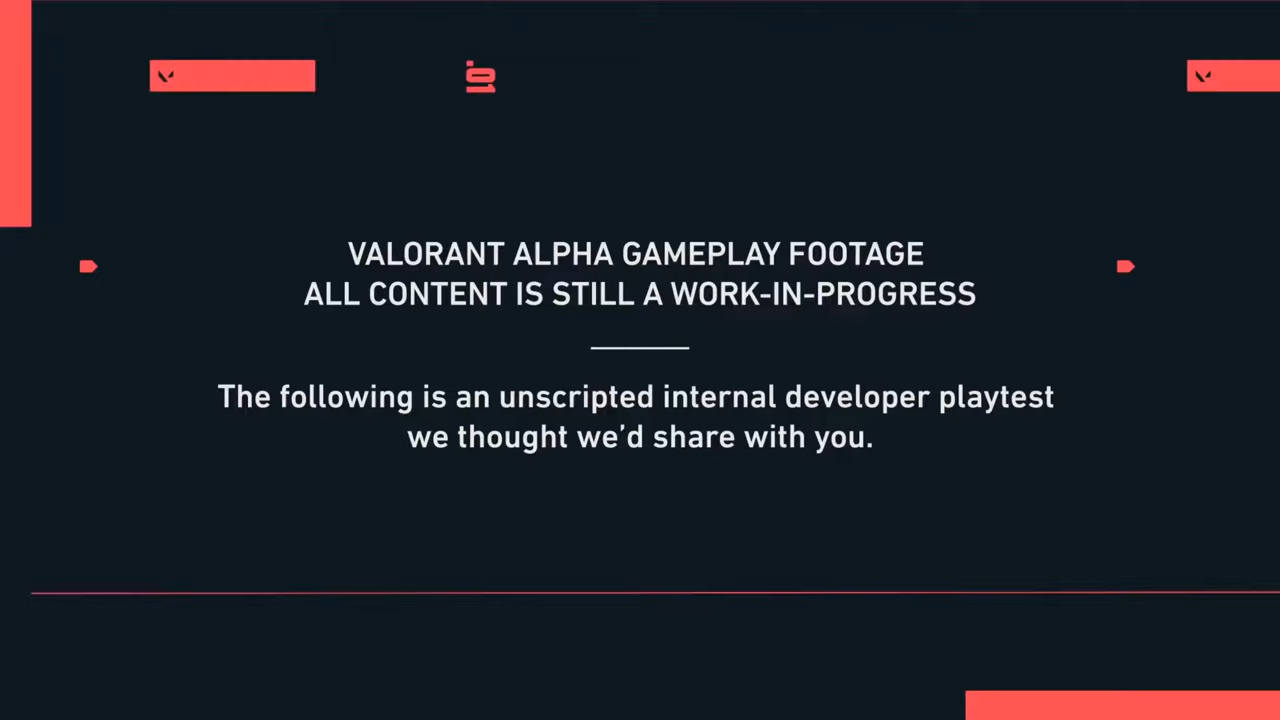 VALORANT ALPHA GAMEPLAY FOOTAGE
ALL CONTENT IS STILL A WORK-IN-PROGRESS
The following is an unscripted internal developer playtest
we thought we'd share with you.